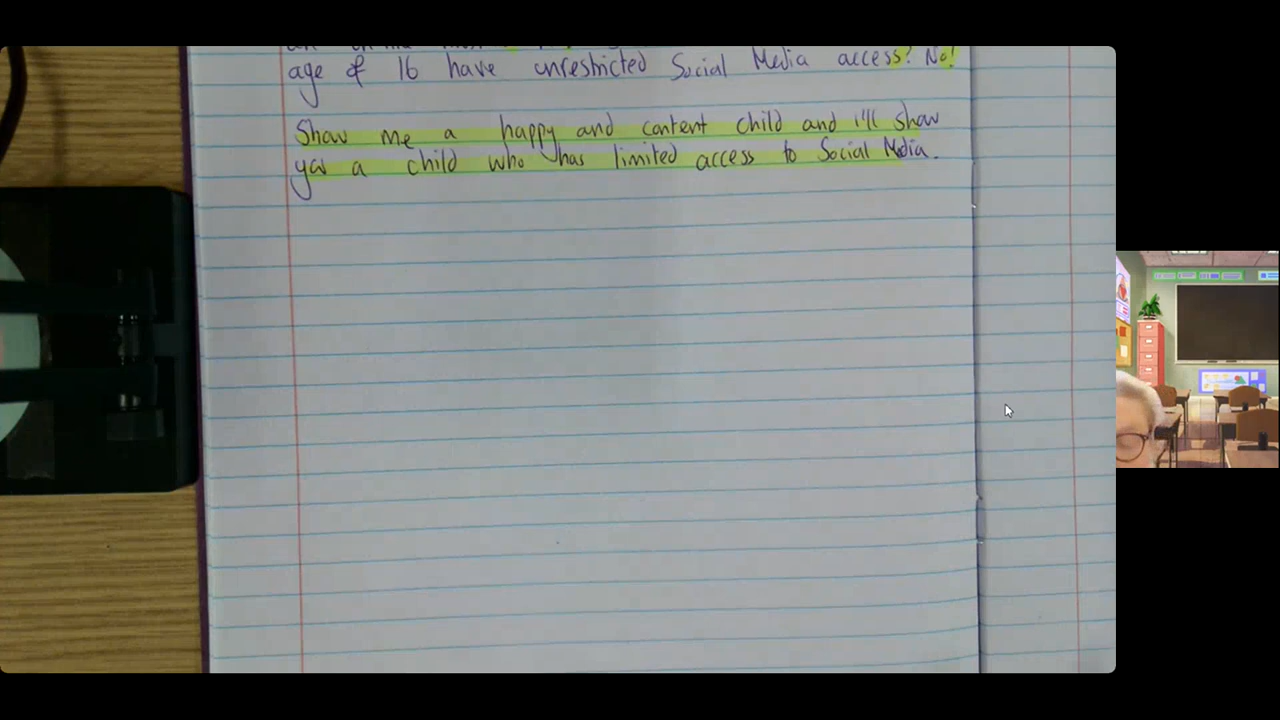 age of 16 have unrestricted Social Media access? No!
Show me a happy and content child and i'll show
you a child who has limited access to Social Media.